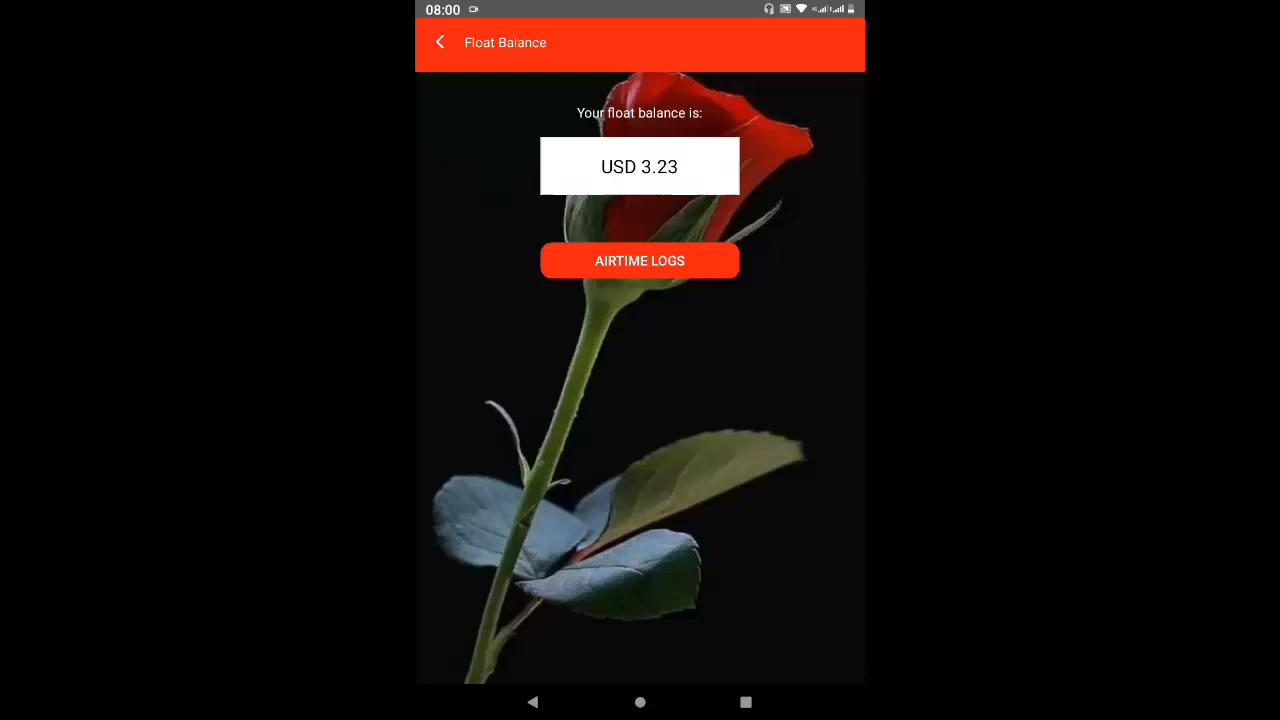 08:00
Float Balance
Your float balance is:
USD 3.23
AIRTIME LOGS